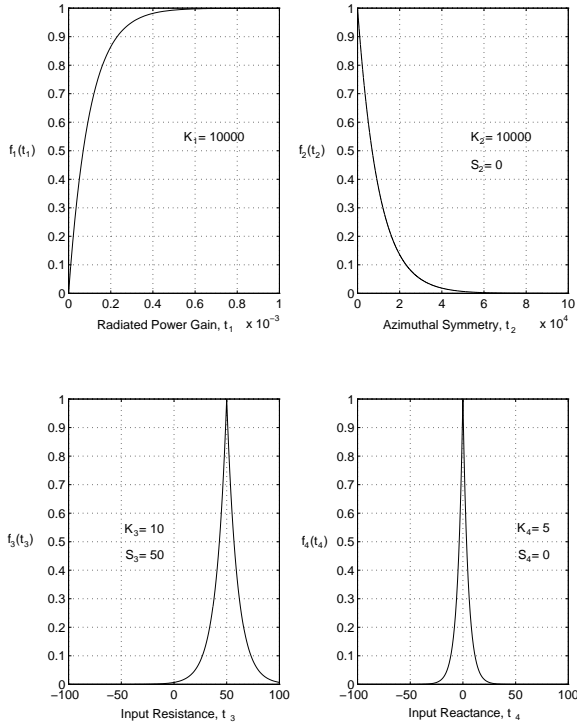 1
0.9
0.8
0.7
0.6
0.5
0.4
0.3
0.2
0.1
0
f1(t1)
K1= 10000
0 0.2 0.4 0.6 0.8 1
Radiated Power Gain, t1 x 10−3
1
0.9
0.8
0.7
0.6
0.5
0.4
0.3
0.2
0.1
0
f2(t2)
K2= 10000
S2= 0
0 2 4 6 8 10
Azimuthal Symmetry, t2 x 104
1
0.9
0.8
0.7
0.6
0.5
0.4
0.3
0.2
0.1
0
f3(t3)
K3= 10
S3= 50
−100 −50 0 50 100
Input Resistance, t3
1
0.9
0.8
0.7
0.6
0.5
0.4
0.3
0.2
0.1
0
f4(t4)
K4= 5
S4= 0
−100 −50 0 50 100
Input Reactance, t4